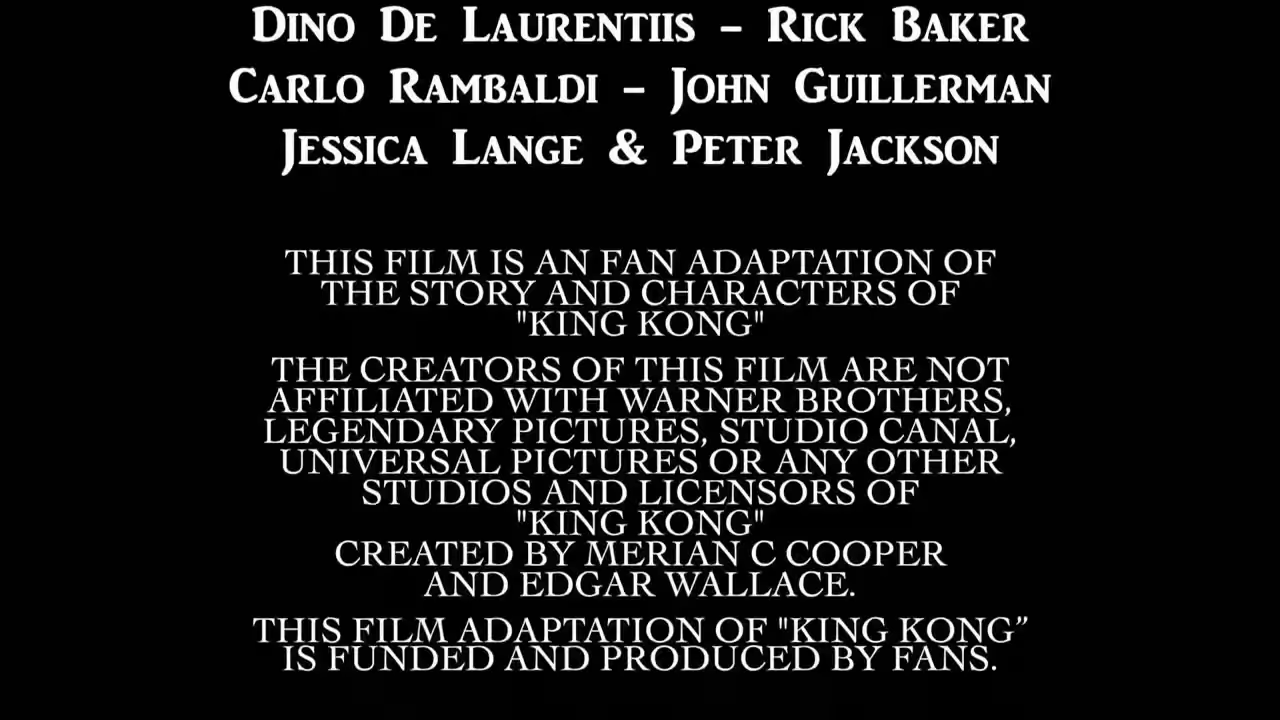 DINO DE LAURENTIIS – RICK BAKER
CARLO RAMBALDI – JOHN GUILLERMAN
JESSICA LANGE & PETER JACKSON
THIS FILM IS AN FAN ADAPTATION OF
THE STORY AND CHARACTERS OF
"KING KONG"
THE CREATORS OF THIS FILM ARE NOT
AFFILIATED WITH WARNER BROTHERS,
LEGENDARY PICTURES, STUDIO CANAL,
UNIVERSAL PICTURES OR ANY OTHER
STUDIOS AND LICENSORS OF
"KING KONG"
CREATED BY MERIAN C COOPER
AND EDGAR WALLACE.
THIS FILM ADAPTATION OF "KING KONG”
IS FUNDED AND PRODUCED BY FANS.